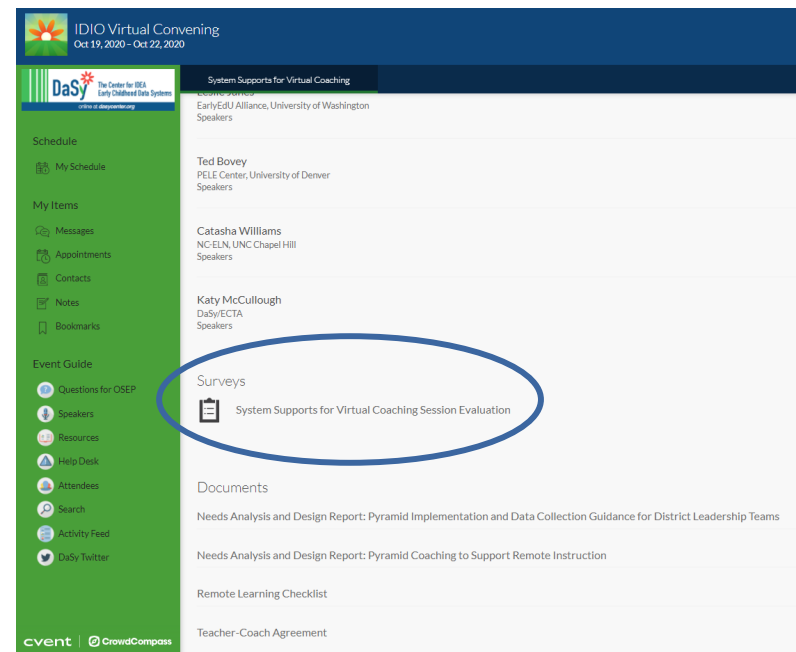 IDIO Virtual Convening
Oct 19, 2020 - Oct 22, 2020
DaSy
The Center for IDEA
Early Childhood Data Systems
online at dasycenter.org
System Supports for Virtual Coaching
EarlyEdU Alliance, University of Washington
Speakers
Schedule
My Schedule
Ted Bovey
PELE Center, University of Denver
Speakers
My Items
Messages
Appointments
Contacts
Notes
Bookmarks
Catasha Williams
NC-ELN, UNC Chapel Hill
Speakers
Katy McCullough
DaSy/ECTA
Speakers
Event Guide
Questions for OSEP
Speakers
Resources
Help Desk
Attendees
Search
Activity Feed
DaSy Twitter
Surveys
System Supports for Virtual Coaching Session Evaluation
Documents
Needs Analysis and Design Report: Pyramid Implementation and Data Collection Guidance for District Leadership Teams
Needs Analysis and Design Report: Pyramid Coaching to Support Remote Instruction
Remote Learning Checklist
Teacher-Coach Agreement
cvent
CrowdCompass